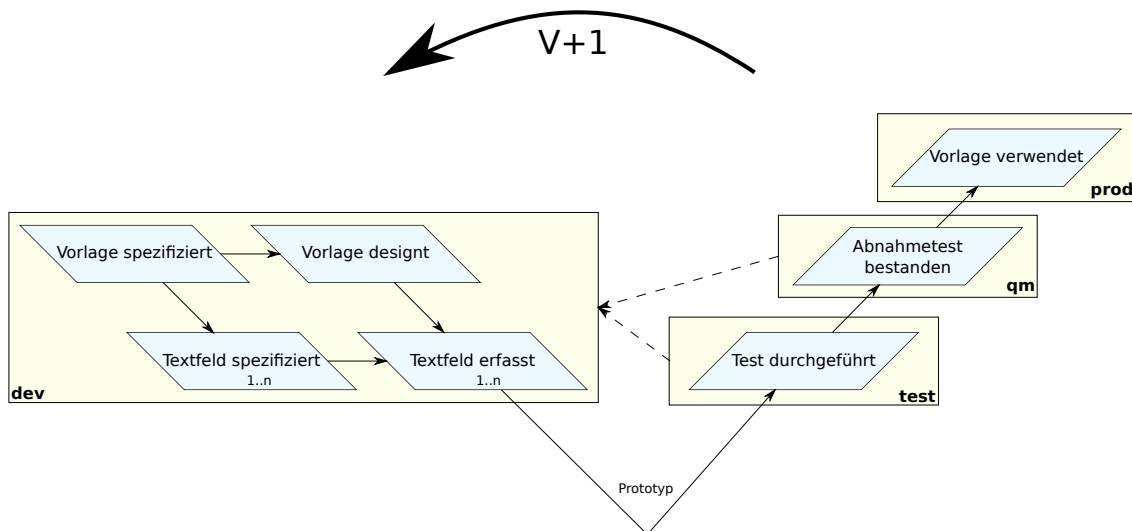 V+1
Vorlage verwendet
prod
Vorlage spezifiziert
Vorlage designt
Abnahmetest
bestanden
qm
Textfeld spezifiziert
1..n
Textfeld erfasst
1..n
dev
Test durchgeführt
test
Prototyp